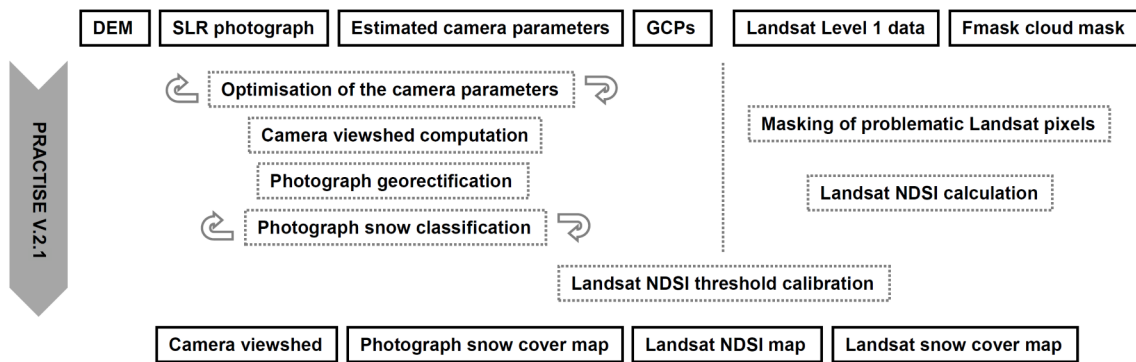 DEM
SLR photograph
Estimated camera parameters
GCPs
Landsat Level 1 data
Fmask cloud mask
PRACTISE V.2.1
Optimisation of the camera parameters
Camera viewshed computation
Photograph georectification
Photograph snow classification
Masking of problematic Landsat pixels
Landsat NDSI calculation
Landsat NDSI threshold calibration
Camera viewshed
Photograph snow cover map
Landsat NDSI map
Landsat snow cover map